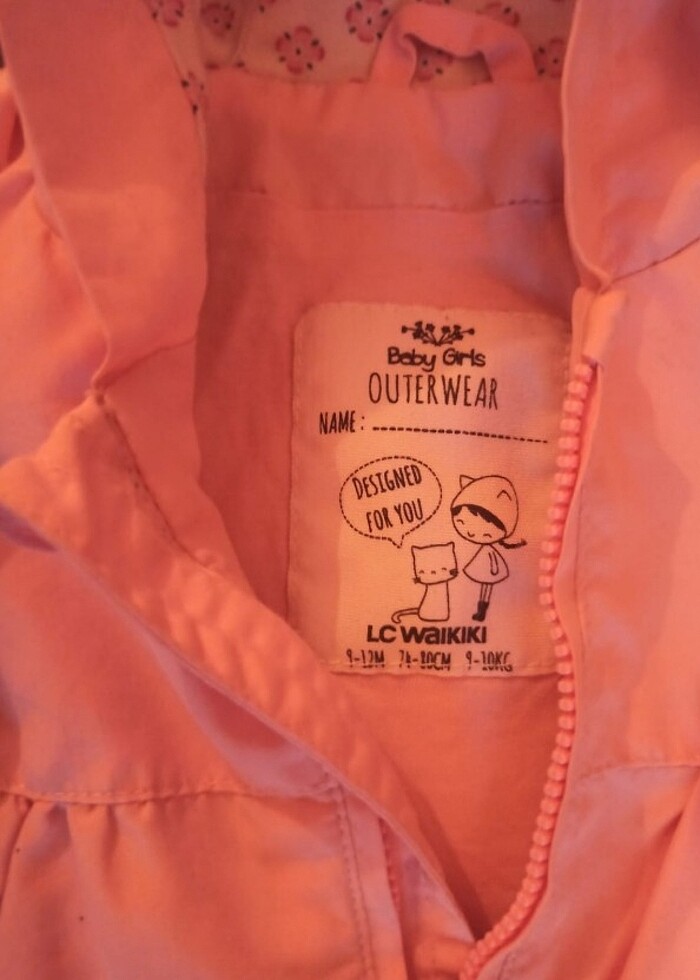 Baby Girls
OUTERWEAR
NAME: ............................
DESIGNED
FOR YOU
LC WAIKIKI
9-12M 74-80CM 9-10KG